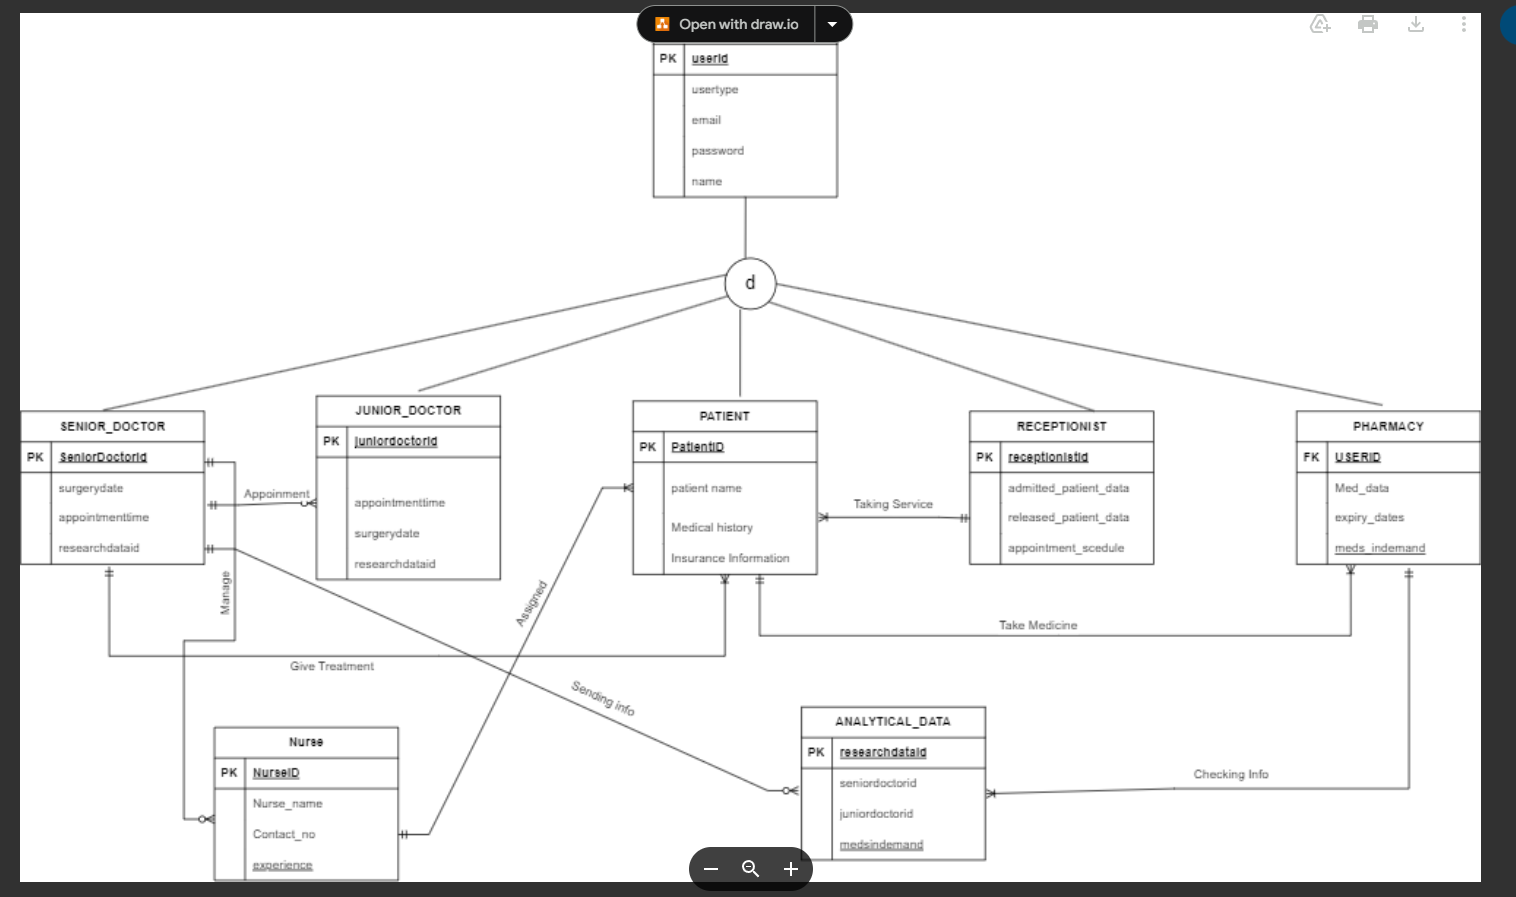 Open with draw.io
PK userid
usertype
email
password
name
d
SENIOR_DOCTOR
PK SeniorDoctorId
surgerydate
appointmenttime
researchdataid
JUNIOR_DOCTOR
PK juniordoctorid
appointmenttime
surgerydate
researchdataid
PATIENT
PK PatientID
patient name
Medical history
Insurance Information
RECEPTIONIST
PK receptionistid
admitted_patient_data
released_patient_data
appointment_scedule
PHARMACY
FK USERID
Med_data
expiry_dates
meds_indemand
Appoinment
Taking Service
Manage
Assigned
Take Medicine
Give Treatment
Sending info
Nurse
PK NurseID
Nurse_name
Contact_no
experience
ANALYTICAL_DATA
PK researchdataid
seniordoctorid
juniordoctorid
medsindemand
Checking Info